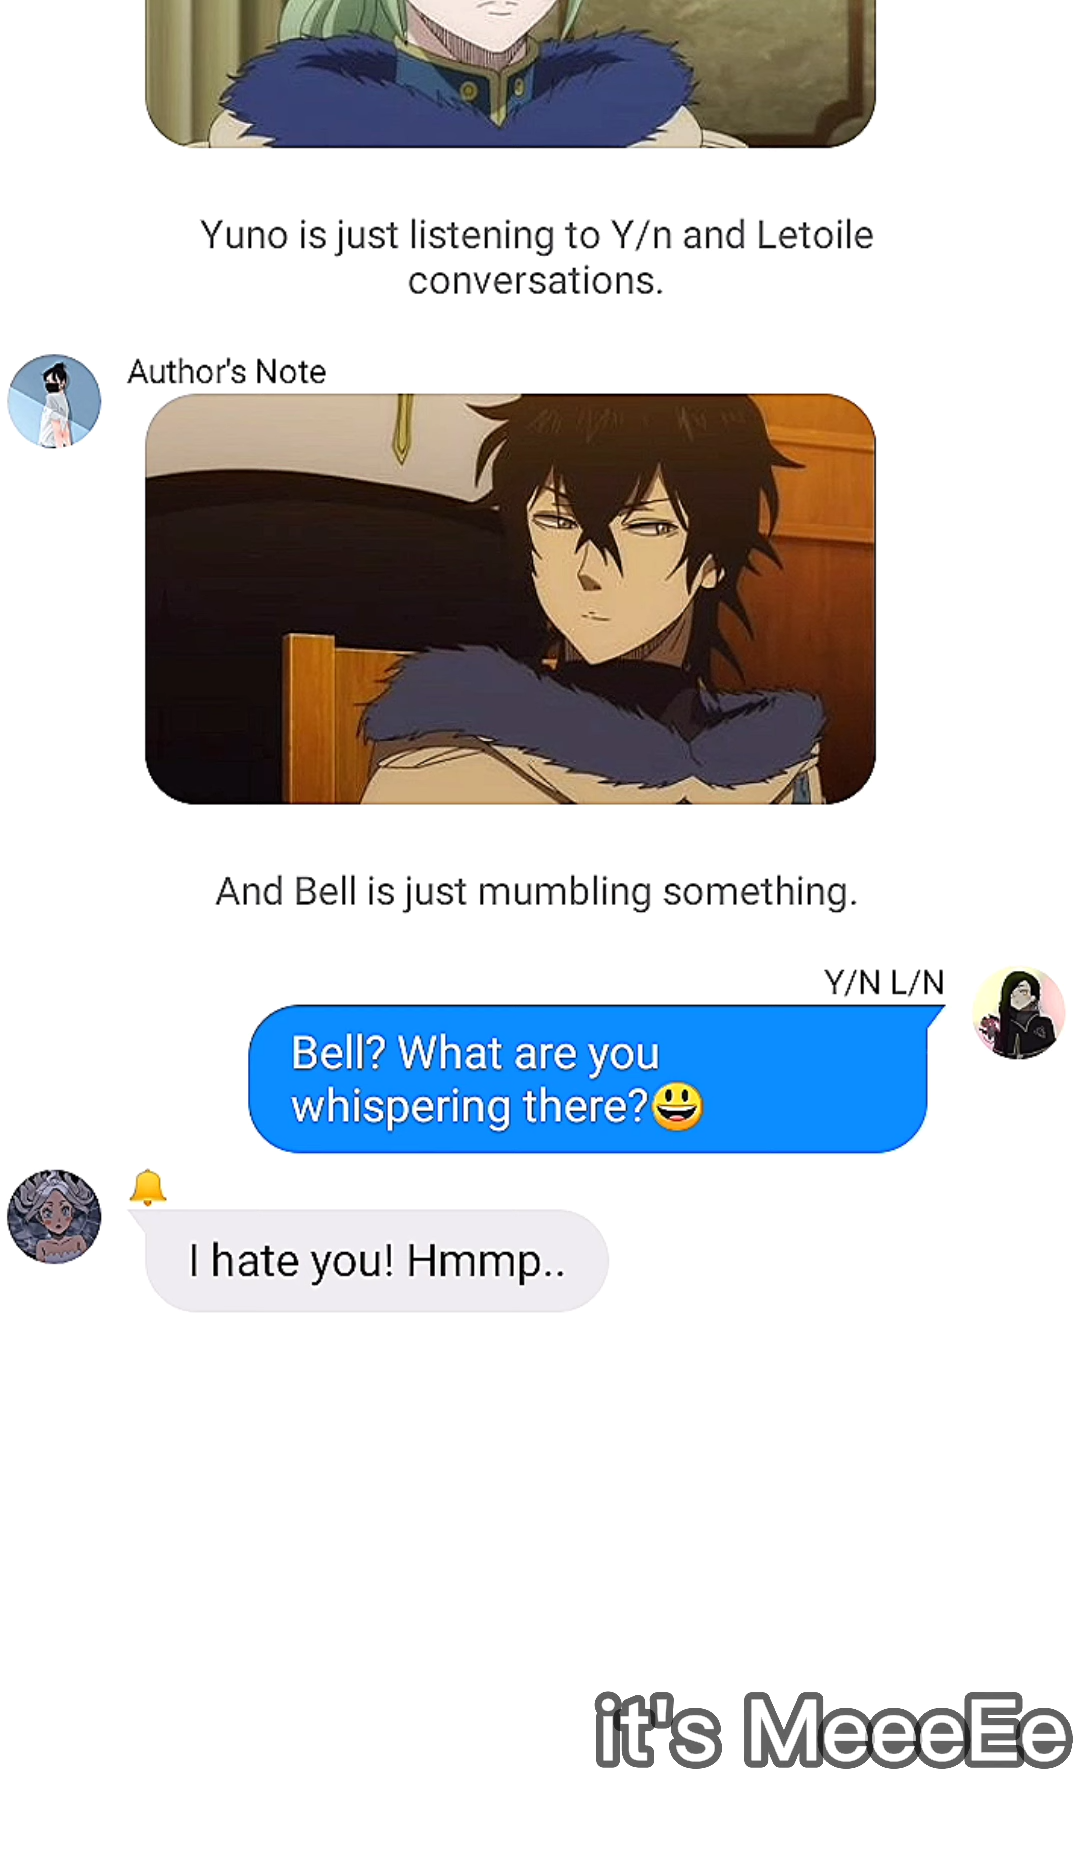 Yuno is just listening to Y/n and Letoile
conversations.
Author's Note
And Bell is just mumbling something.
Y/N L/N
Bell? What are you
whispering there?😃
🔔
I hate you! Hmmp..
it's MeeeEe